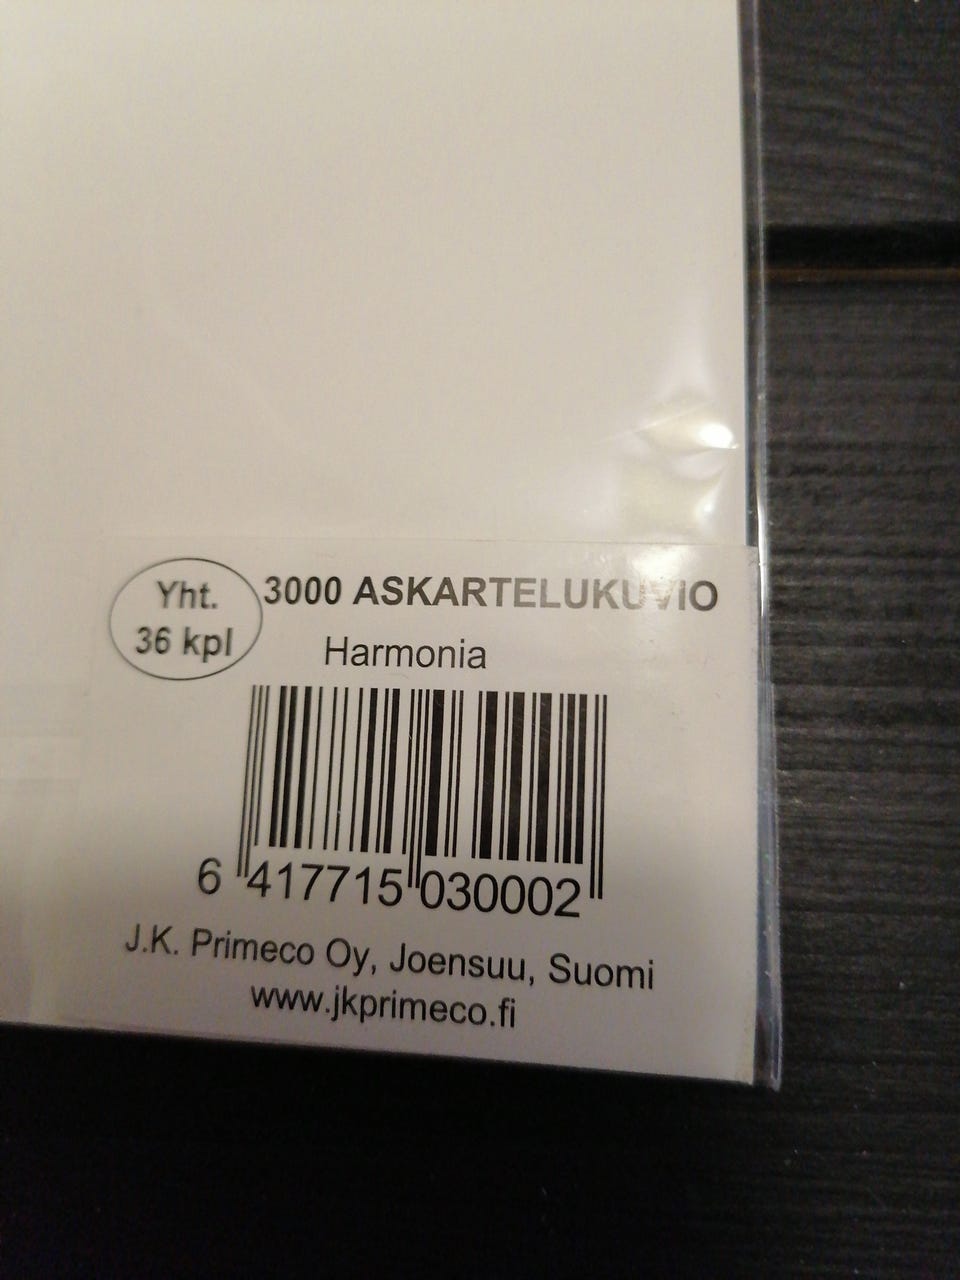 Yht.
36 kpl
3000 ASKARTELUKUVIO
Harmonia
6 417715 030002
J.K. Primeco Oy, Joensuu, Suomi
www.jkprimeco.fi